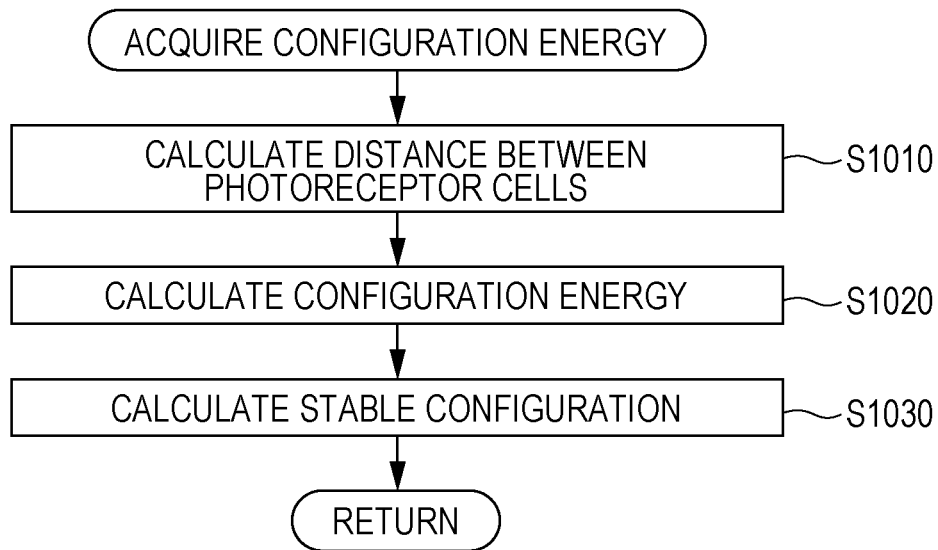 ACQUIRE CONFIGURATION ENERGY
CALCULATE DISTANCE BETWEEN
PHOTORECEPTOR CELLS
S1010
CALCULATE CONFIGURATION ENERGY
S1020
CALCULATE STABLE CONFIGURATION
S1030
RETURN